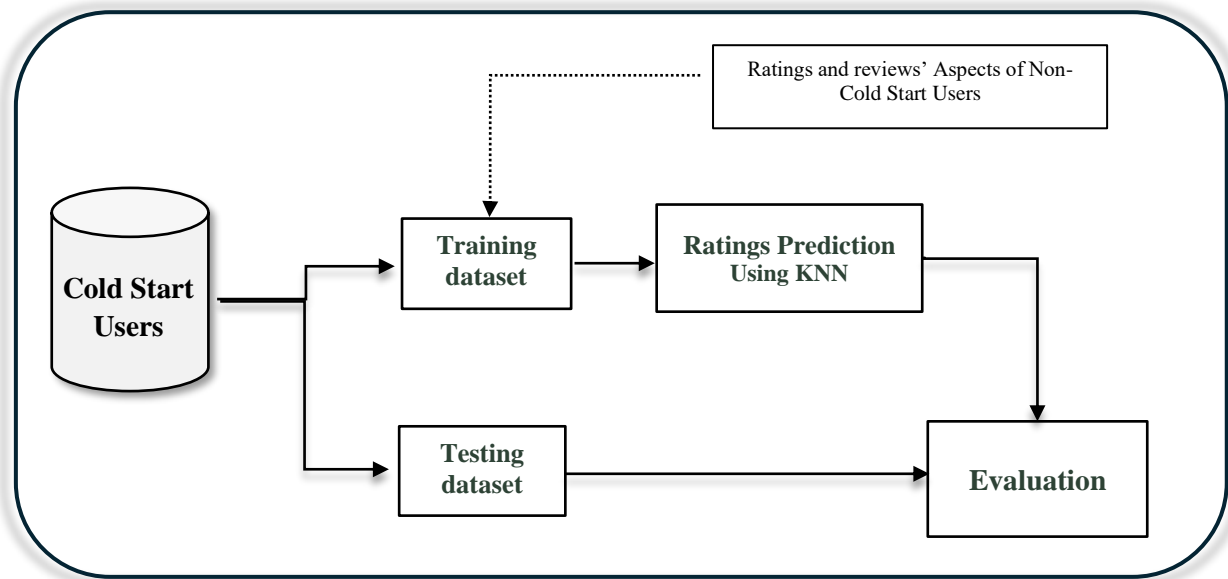 Ratings and reviews’ Aspects of Non-
Cold Start Users
Cold Start
Users
Training
dataset
Ratings Prediction
Using KNN
Testing
dataset
Evaluation